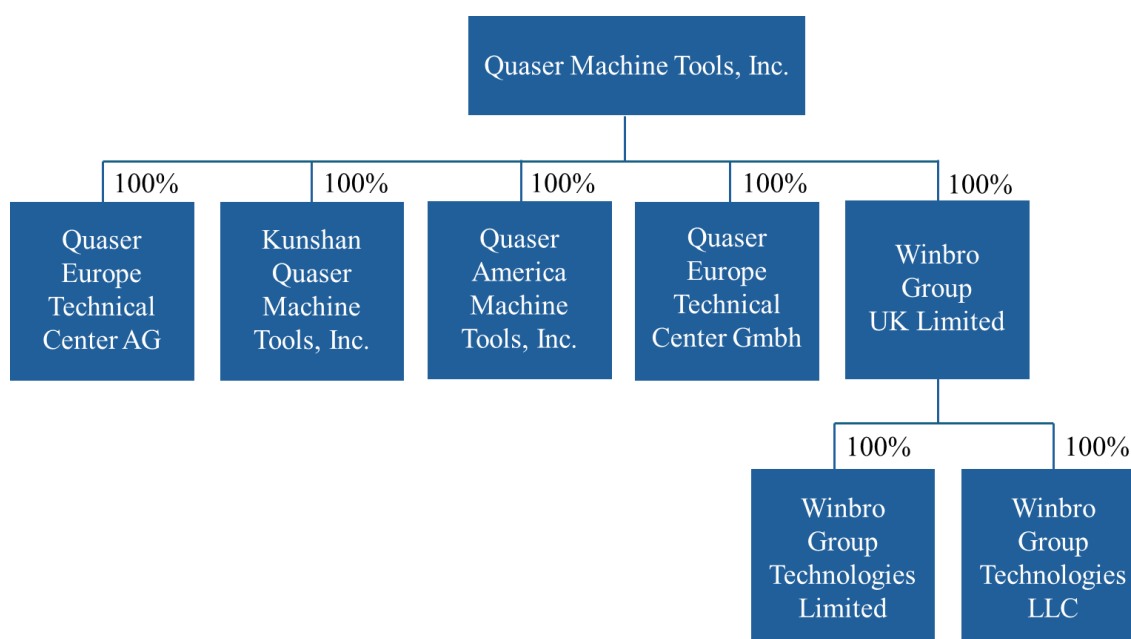 Quaser Machine Tools, Inc.
100%
100%
100%
100%
100%
Quaser
Europe
Technical
Center AG
Kunshan
Quaser
Machine
Tools, Inc.
Quaser
America
Machine
Tools, Inc.
Quaser
Europe
Technical
Center Gmbh
Winbro
Group
UK Limited
100%
100%
Winbro
Group
Technologies
Limited
Winbro
Group
Technologies
LLC